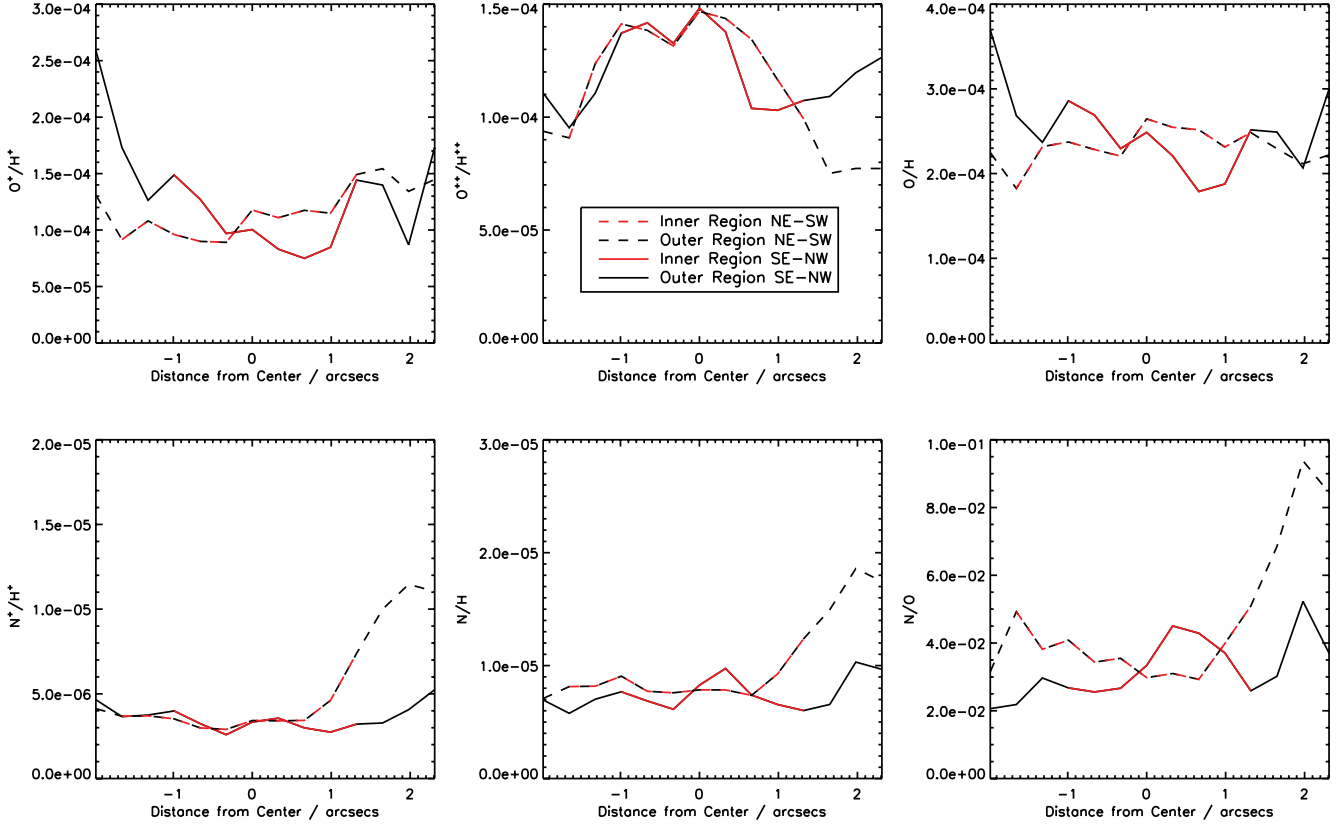 3.0e−04
2.5e−04
2.0e−04
1.5e−04
1.0e−04
5.0e−05
0.0e+00
O+/H+
−1 0 1 2
Distance from Center / arcsecs
1.5e−04
1.0e−04
5.0e−05
0.0e+00
O++/H++
Inner Region NE−SW
Outer Region NE−SW
Inner Region SE−NW
Outer Region SE−NW
−1 0 1 2
Distance from Center / arcsecs
4.0e−04
3.0e−04
2.0e−04
1.0e−04
0.0e+00
O/H
−1 0 1 2
Distance from Center / arcsecs
2.0e−05
1.5e−05
1.0e−05
5.0e−06
0.0e+00
N+/H+
−1 0 1 2
Distance from Center / arcsecs
3.0e−05
2.0e−05
1.0e−05
0.0e+00
N/H
−1 0 1 2
Distance from Center / arcsecs
1.0e−01
8.0e−02
6.0e−02
4.0e−02
2.0e−02
0.0e+00
N/O
−1 0 1 2
Distance from Center / arcsecs